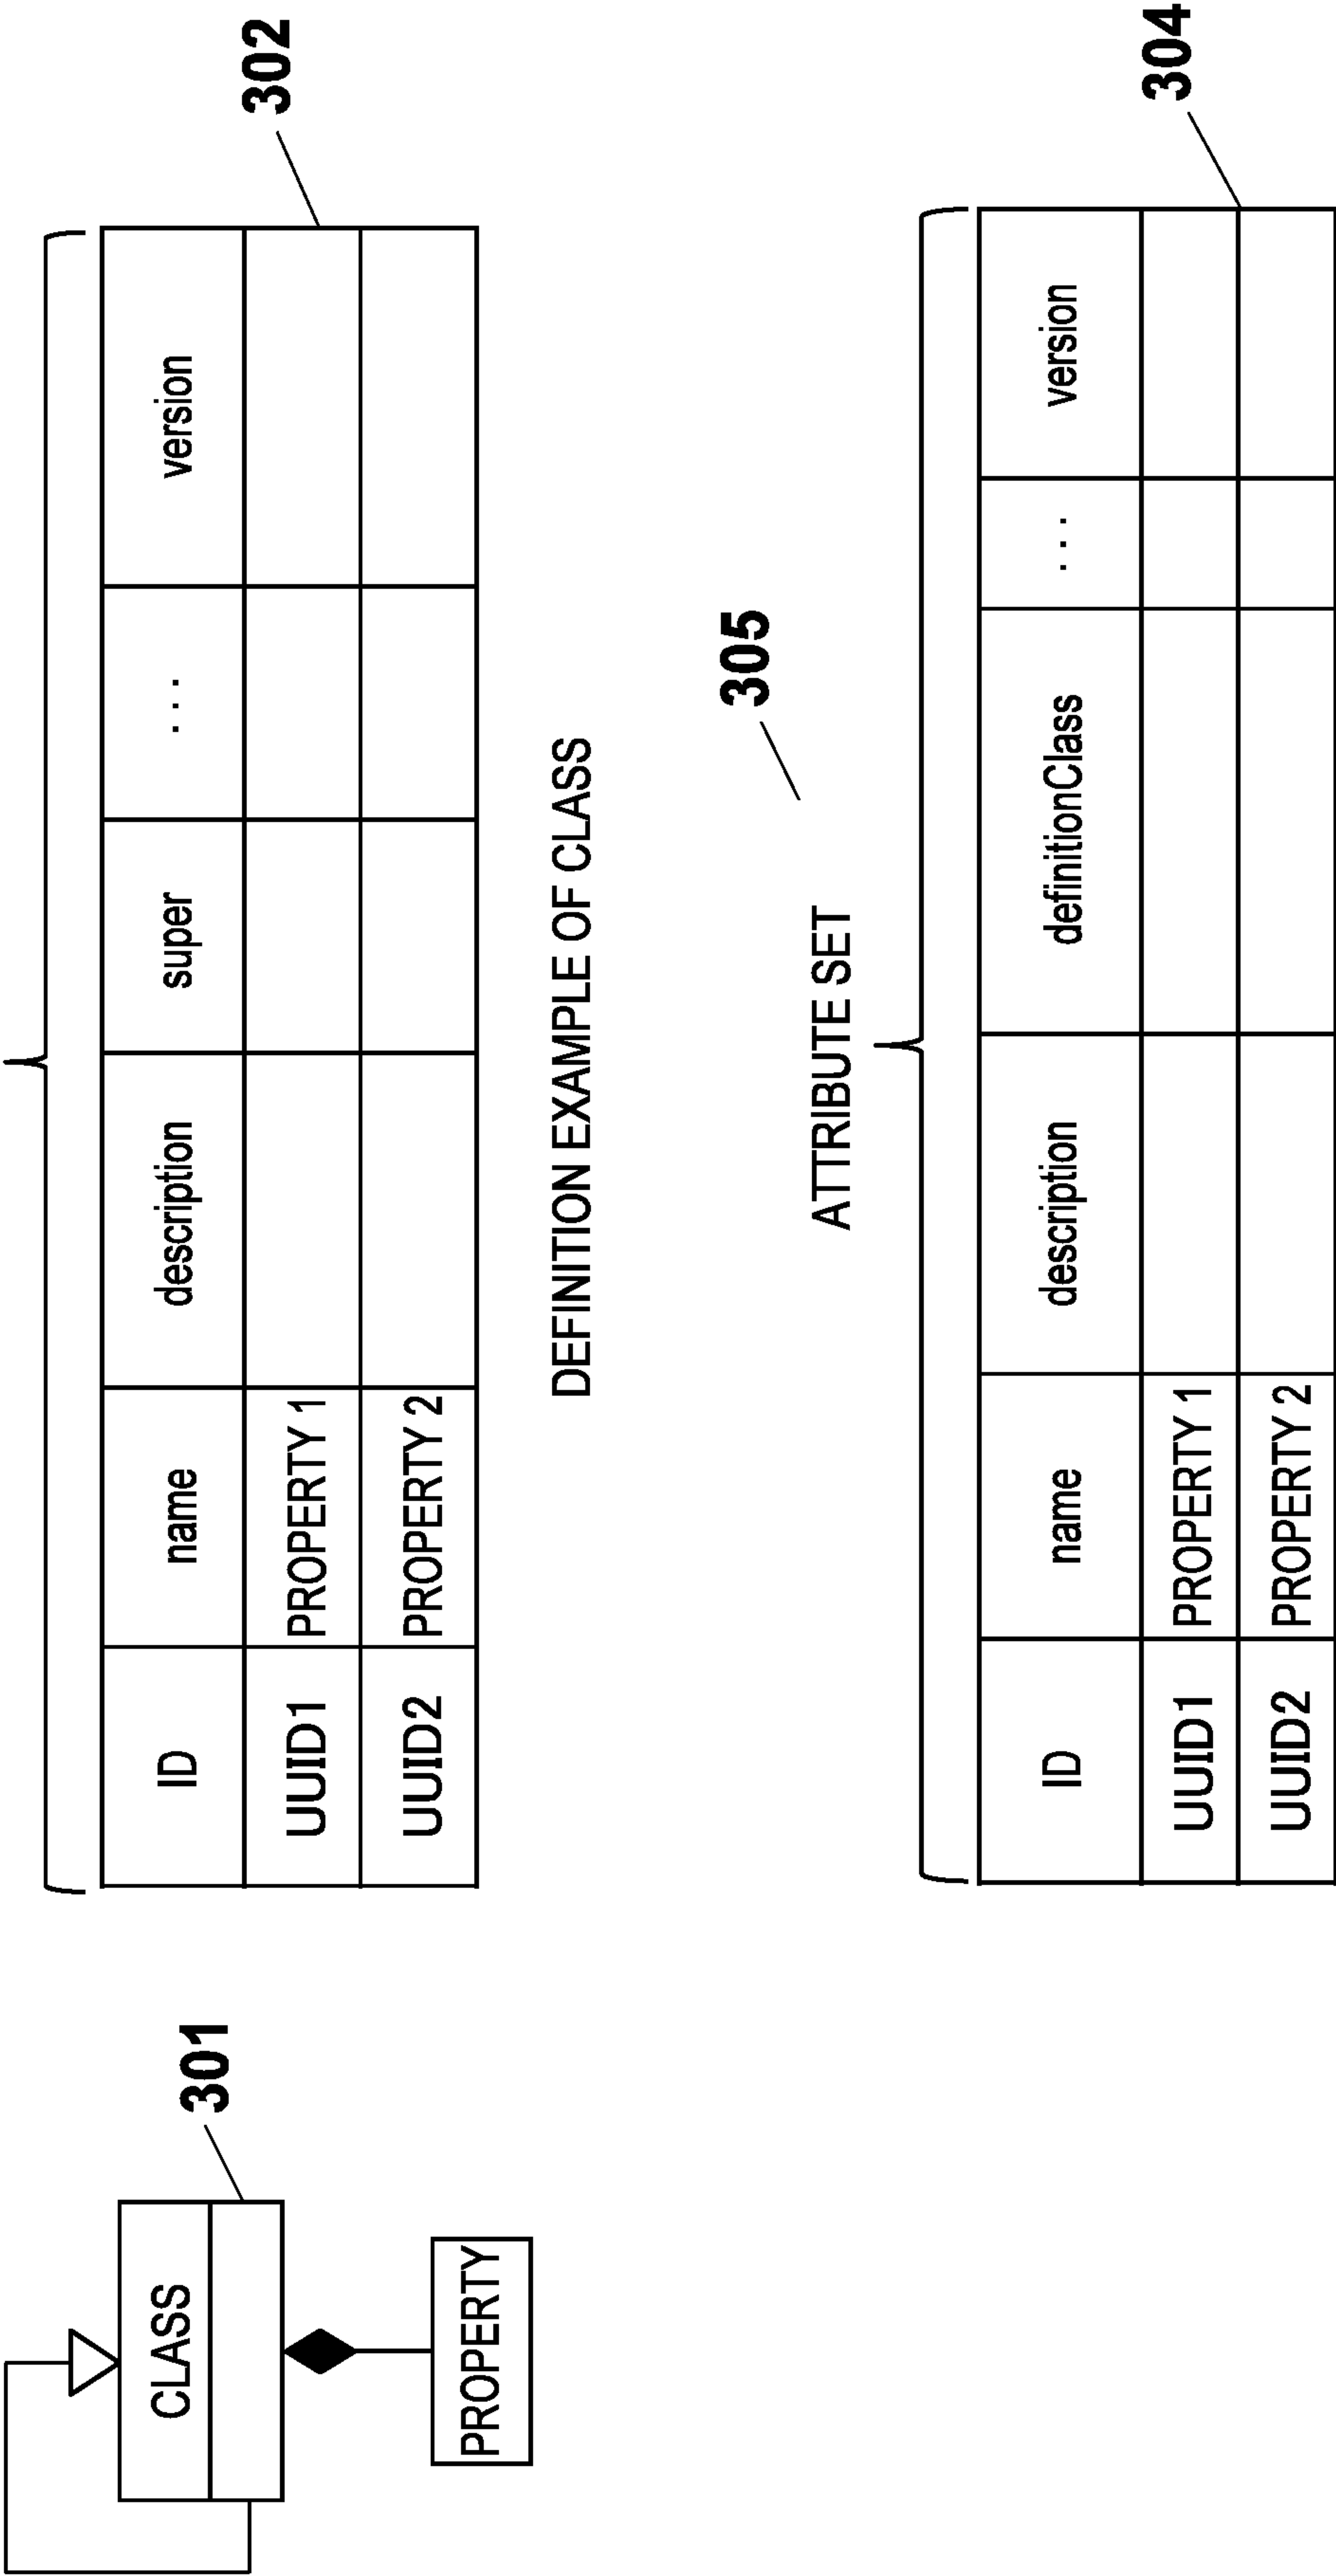 302
ID name description super ... version
UUID1 PROPERTY 1
UUID2 PROPERTY 2
DEFINITION EXAMPLE OF CLASS
301
CLASS
PROPERTY
305
ATTRIBUTE SET
304
ID name description definitionClass ... version
UUID1 PROPERTY 1
UUID2 PROPERTY 2